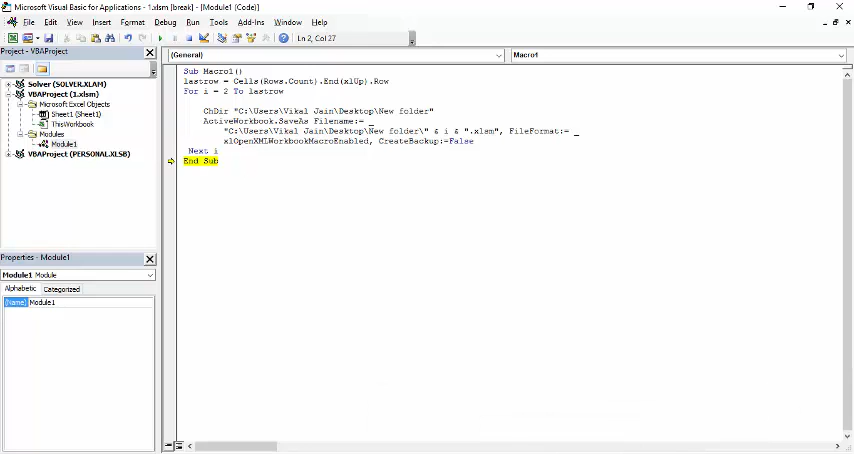 Microsoft Visual Basic for Applications - 1.xlsm [break] - [Module1 (Code)]
File Edit View Insert Format Debug Run Tools Add-Ins Window Help
Ln 2, Col 27
Project - VBAProject
(General) Macro1
Solver (SOLVER.XLAM)
VBAProject (1.xlsm)
Microsoft Excel Objects
Sheet1 (Sheet1)
ThisWorkbook
Modules
Module1
VBAProject (PERSONAL.XLSB)
Sub Macro1()
lastrow = Cells(Rows.Count).End(xlUp).Row
For i = 2 To lastrow
ChDir "C:\Users\Vikal Jain\Desktop\New folder"
ActiveWorkbook.SaveAs Filename:= _
"C:\Users\Vikal Jain\Desktop\New folder\" & i & ".xlsm", FileFormat:= _
xlOpenXMLWorkbookMacroEnabled, CreateBackup:=False
Next i
End Sub
Properties - Module1
Module1 Module
Alphabetic Categorized
(Name) Module1